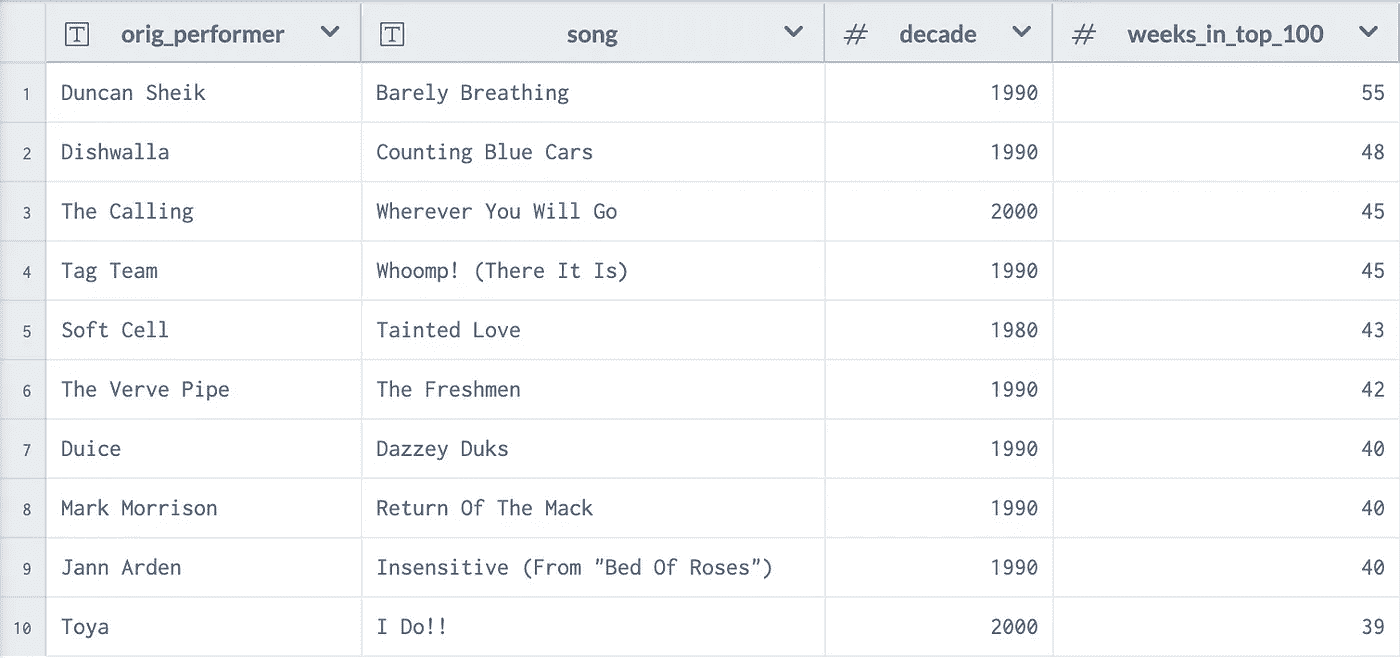 orig_performer song decade weeks_in_top_100
1 Duncan Sheik Barely Breathing 1990 55
2 Dishwalla Counting Blue Cars 1990 48
3 The Calling Wherever You Will Go 2000 45
4 Tag Team Whoomp! (There It Is) 1990 45
5 Soft Cell Tainted Love 1980 43
6 The Verve Pipe The Freshmen 1990 42
7 Duice Dazzey Duks 1990 40
8 Mark Morrison Return Of The Mack 1990 40
9 Jann Arden Insensitive (From "Bed Of Roses") 1990 40
10 Toya I Do!! 2000 39